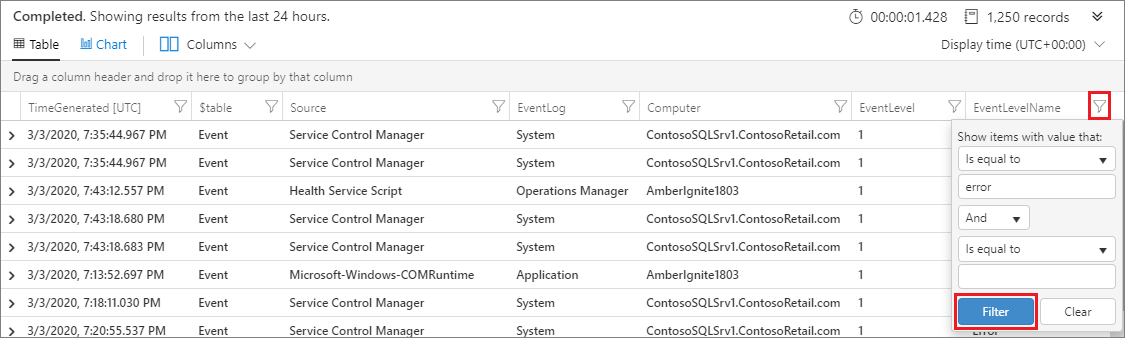 Completed. Showing results from the last 24 hours. 00:00:01.428 1,250 records
Table Chart Columns Display time (UTC+00:00)
Drag a column header and drop it here to group by that column
TimeGenerated [UTC] $table Source EventLog Computer EventLevel EventLevelName
3/3/2020, 7:35:44.967 PM Event Service Control Manager System ContosoSQLSrv1.ContosoRetail.com 1
3/3/2020, 7:35:44.967 PM Event Service Control Manager System ContosoSQLSrv1.ContosoRetail.com 1
3/3/2020, 7:43:12.557 PM Event Health Service Script Operations Manager AmberIgnite1803 1
3/3/2020, 7:43:18.680 PM Event Service Control Manager System ContosoSQLSrv1.ContosoRetail.com 1
3/3/2020, 7:43:18.683 PM Event Service Control Manager System ContosoSQLSrv1.ContosoRetail.com 1
3/3/2020, 7:13:52.697 PM Event Microsoft-Windows-COMRuntime Application AmberIgnite1803 1
3/3/2020, 7:18:11.030 PM Event Service Control Manager System ContosoSQLSrv1.ContosoRetail.com 1
3/3/2020, 7:20:55.537 PM Event Service Control Manager System ContosoSQLSrv1.ContosoRetail.com 1 Error
Show items with value that:
Is equal to
error
And
Is equal to
Filter Clear